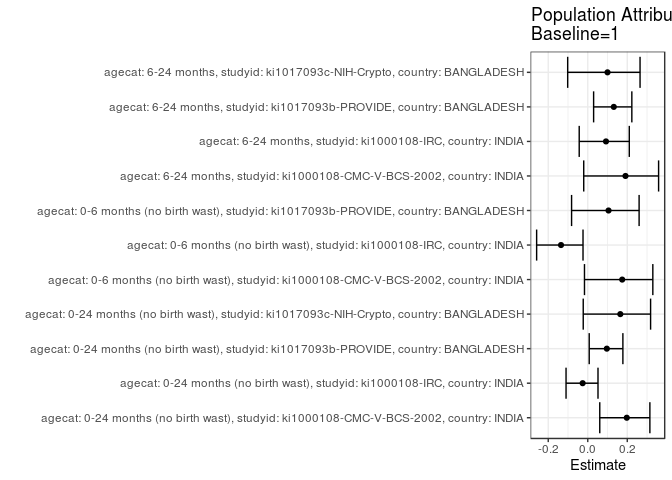 Population Attribu
Baseline=1
agecat: 6-24 months, studyid: ki1017093c-NIH-Crypto, country: BANGLADESH
agecat: 6-24 months, studyid: ki1017093b-PROVIDE, country: BANGLADESH
agecat: 6-24 months, studyid: ki1000108-IRC, country: INDIA
agecat: 6-24 months, studyid: ki1000108-CMC-V-BCS-2002, country: INDIA
agecat: 0-6 months (no birth wast), studyid: ki1017093b-PROVIDE, country: BANGLADESH
agecat: 0-6 months (no birth wast), studyid: ki1000108-IRC, country: INDIA
agecat: 0-6 months (no birth wast), studyid: ki1000108-CMC-V-BCS-2002, country: INDIA
agecat: 0-24 months (no birth wast), studyid: ki1017093c-NIH-Crypto, country: BANGLADESH
agecat: 0-24 months (no birth wast), studyid: ki1017093b-PROVIDE, country: BANGLADESH
agecat: 0-24 months (no birth wast), studyid: ki1000108-IRC, country: INDIA
agecat: 0-24 months (no birth wast), studyid: ki1000108-CMC-V-BCS-2002, country: INDIA
-0.2 0.0 0.2
Estimate